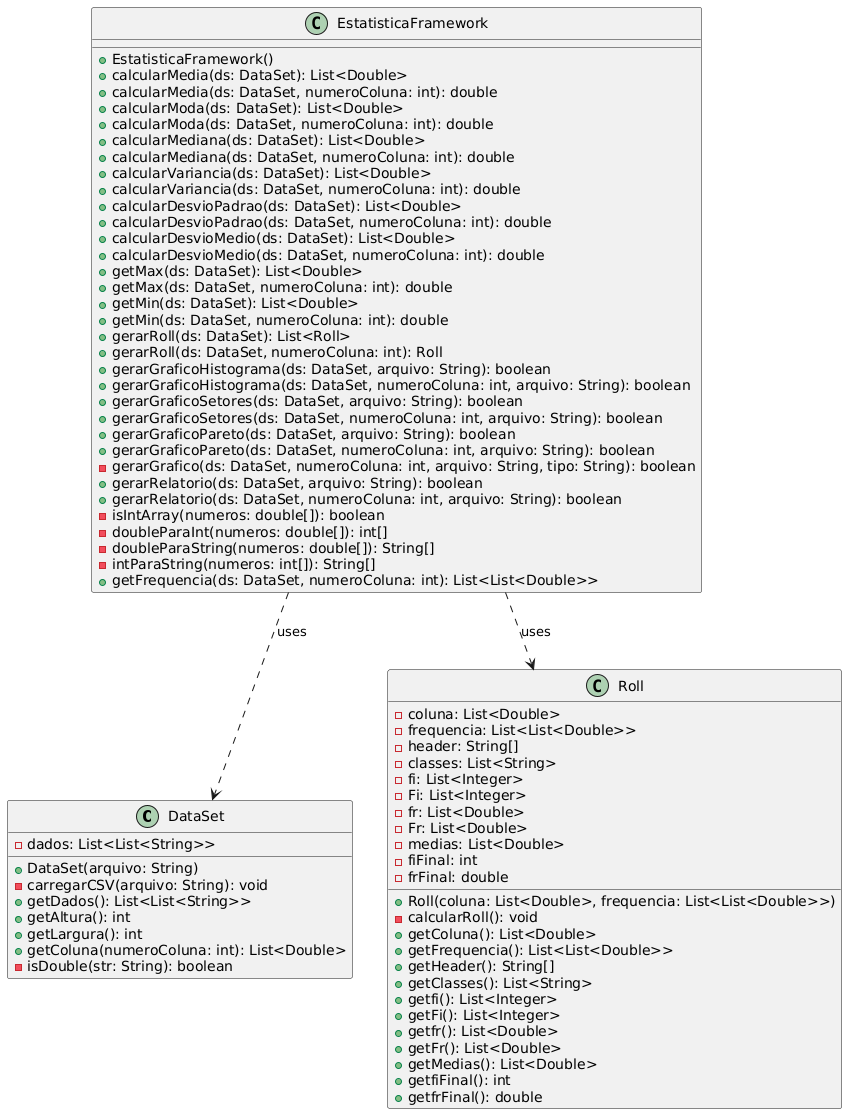 EstatisticaFramework
EstatisticaFramework()
calcularMedia(ds: DataSet): List<Double>
calcularMedia(ds: DataSet, numeroColuna: int): double
calcularModa(ds: DataSet): List<Double>
calcularModa(ds: DataSet, numeroColuna: int): double
calcularMediana(ds: DataSet): List<Double>
calcularMediana(ds: DataSet, numeroColuna: int): double
calcularVariancia(ds: DataSet): List<Double>
calcularVariancia(ds: DataSet, numeroColuna: int): double
calcularDesvioPadrao(ds: DataSet): List<Double>
calcularDesvioPadrao(ds: DataSet, numeroColuna: int): double
calcularDesvioMedio(ds: DataSet): List<Double>
calcularDesvioMedio(ds: DataSet, numeroColuna: int): double
getMax(ds: DataSet): List<Double>
getMax(ds: DataSet, numeroColuna: int): double
getMin(ds: DataSet): List<Double>
getMin(ds: DataSet, numeroColuna: int): double
gerarRoll(ds: DataSet): List<Roll>
gerarRoll(ds: DataSet, numeroColuna: int): Roll
gerarGraficoHistograma(ds: DataSet, arquivo: String): boolean
gerarGraficoHistograma(ds: DataSet, numeroColuna: int, arquivo: String): boolean
gerarGraficoSetores(ds: DataSet, arquivo: String): boolean
gerarGraficoSetores(ds: DataSet, numeroColuna: int, arquivo: String): boolean
gerarGraficoPareto(ds: DataSet, arquivo: String): boolean
gerarGraficoPareto(ds: DataSet, numeroColuna: int, arquivo: String): boolean
gerarGrafico(ds: DataSet, numeroColuna: int, arquivo: String, tipo: String): boolean
gerarRelatorio(ds: DataSet, arquivo: String): boolean
gerarRelatorio(ds: DataSet, numeroColuna: int, arquivo: String): boolean
isIntArray(numeros: double[]): boolean
doubleParaInt(numeros: double[]): int[]
doubleParaString(numeros: double[]): String[]
intParaString(numeros: int[]): String[]
getFrequencia(ds: DataSet, numeroColuna: int): List<List<Double>>
uses
uses
C DataSet
dados: List<List<String>>
DataSet(arquivo: String)
carregarCSV(arquivo: String): void
getDados(): List<List<String>>
getAltura(): int
getLargura(): int
getColuna(numeroColuna: int): List<Double>
isDouble(str: String): boolean
C Roll
coluna: List<Double>
frequencia: List<List<Double>>
header: String[]
classes: List<String>
fi: List<Integer>
Fi: List<Integer>
fr: List<Double>
Fr: List<Double>
medias: List<Double>
fiFinal: int
frFinal: double
Roll(coluna: List<Double>, frequencia: List<List<Double>>)
calcularRoll(): void
getColuna(): List<Double>
getFrequencia(): List<List<Double>>
getHeader(): String[]
getClasses(): List<String>
getfi(): List<Integer>
getFi(): List<Integer>
getfr(): List<Double>
getFr(): List<Double>
getMedias(): List<Double>
getfiFinal(): int
getfrFinal(): double